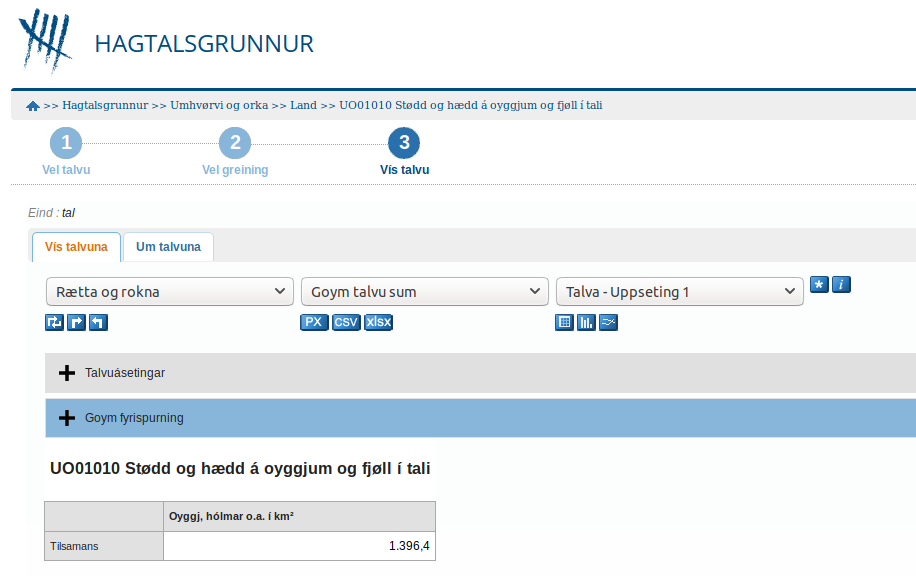 HAGTALSGRUNNUR
>> Hagtalsgrunnur >> Umhvørvi og orka >> Land >> UO01010 Stødd og hædd á oyggjum og fjøll í tali
1 2 3
Vel talvu Vel greining Vís talvu
Eind : tal
Vís talvuna Um talvuna
Rætta og rokna Goym talvu sum Talva - Uppseting 1 * i
PX CSV xlsx
Talvuásetingar
Goym fyrispurning
UO01010 Stødd og hædd á oyggjum og fjøll í tali
Oyggj, hólmar o.a. í km²
Tilsamans 1.396,4